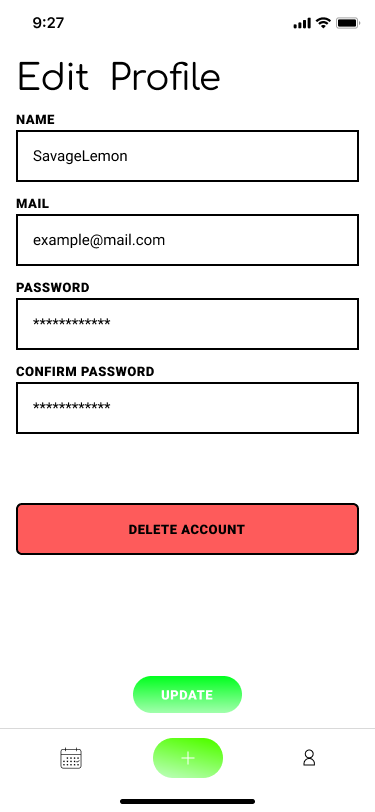 9:27
Edit Profile
NAME
SavageLemon
MAIL
example@mail.com
PASSWORD
************
CONFIRM PASSWORD
************
DELETE ACCOUNT
UPDATE